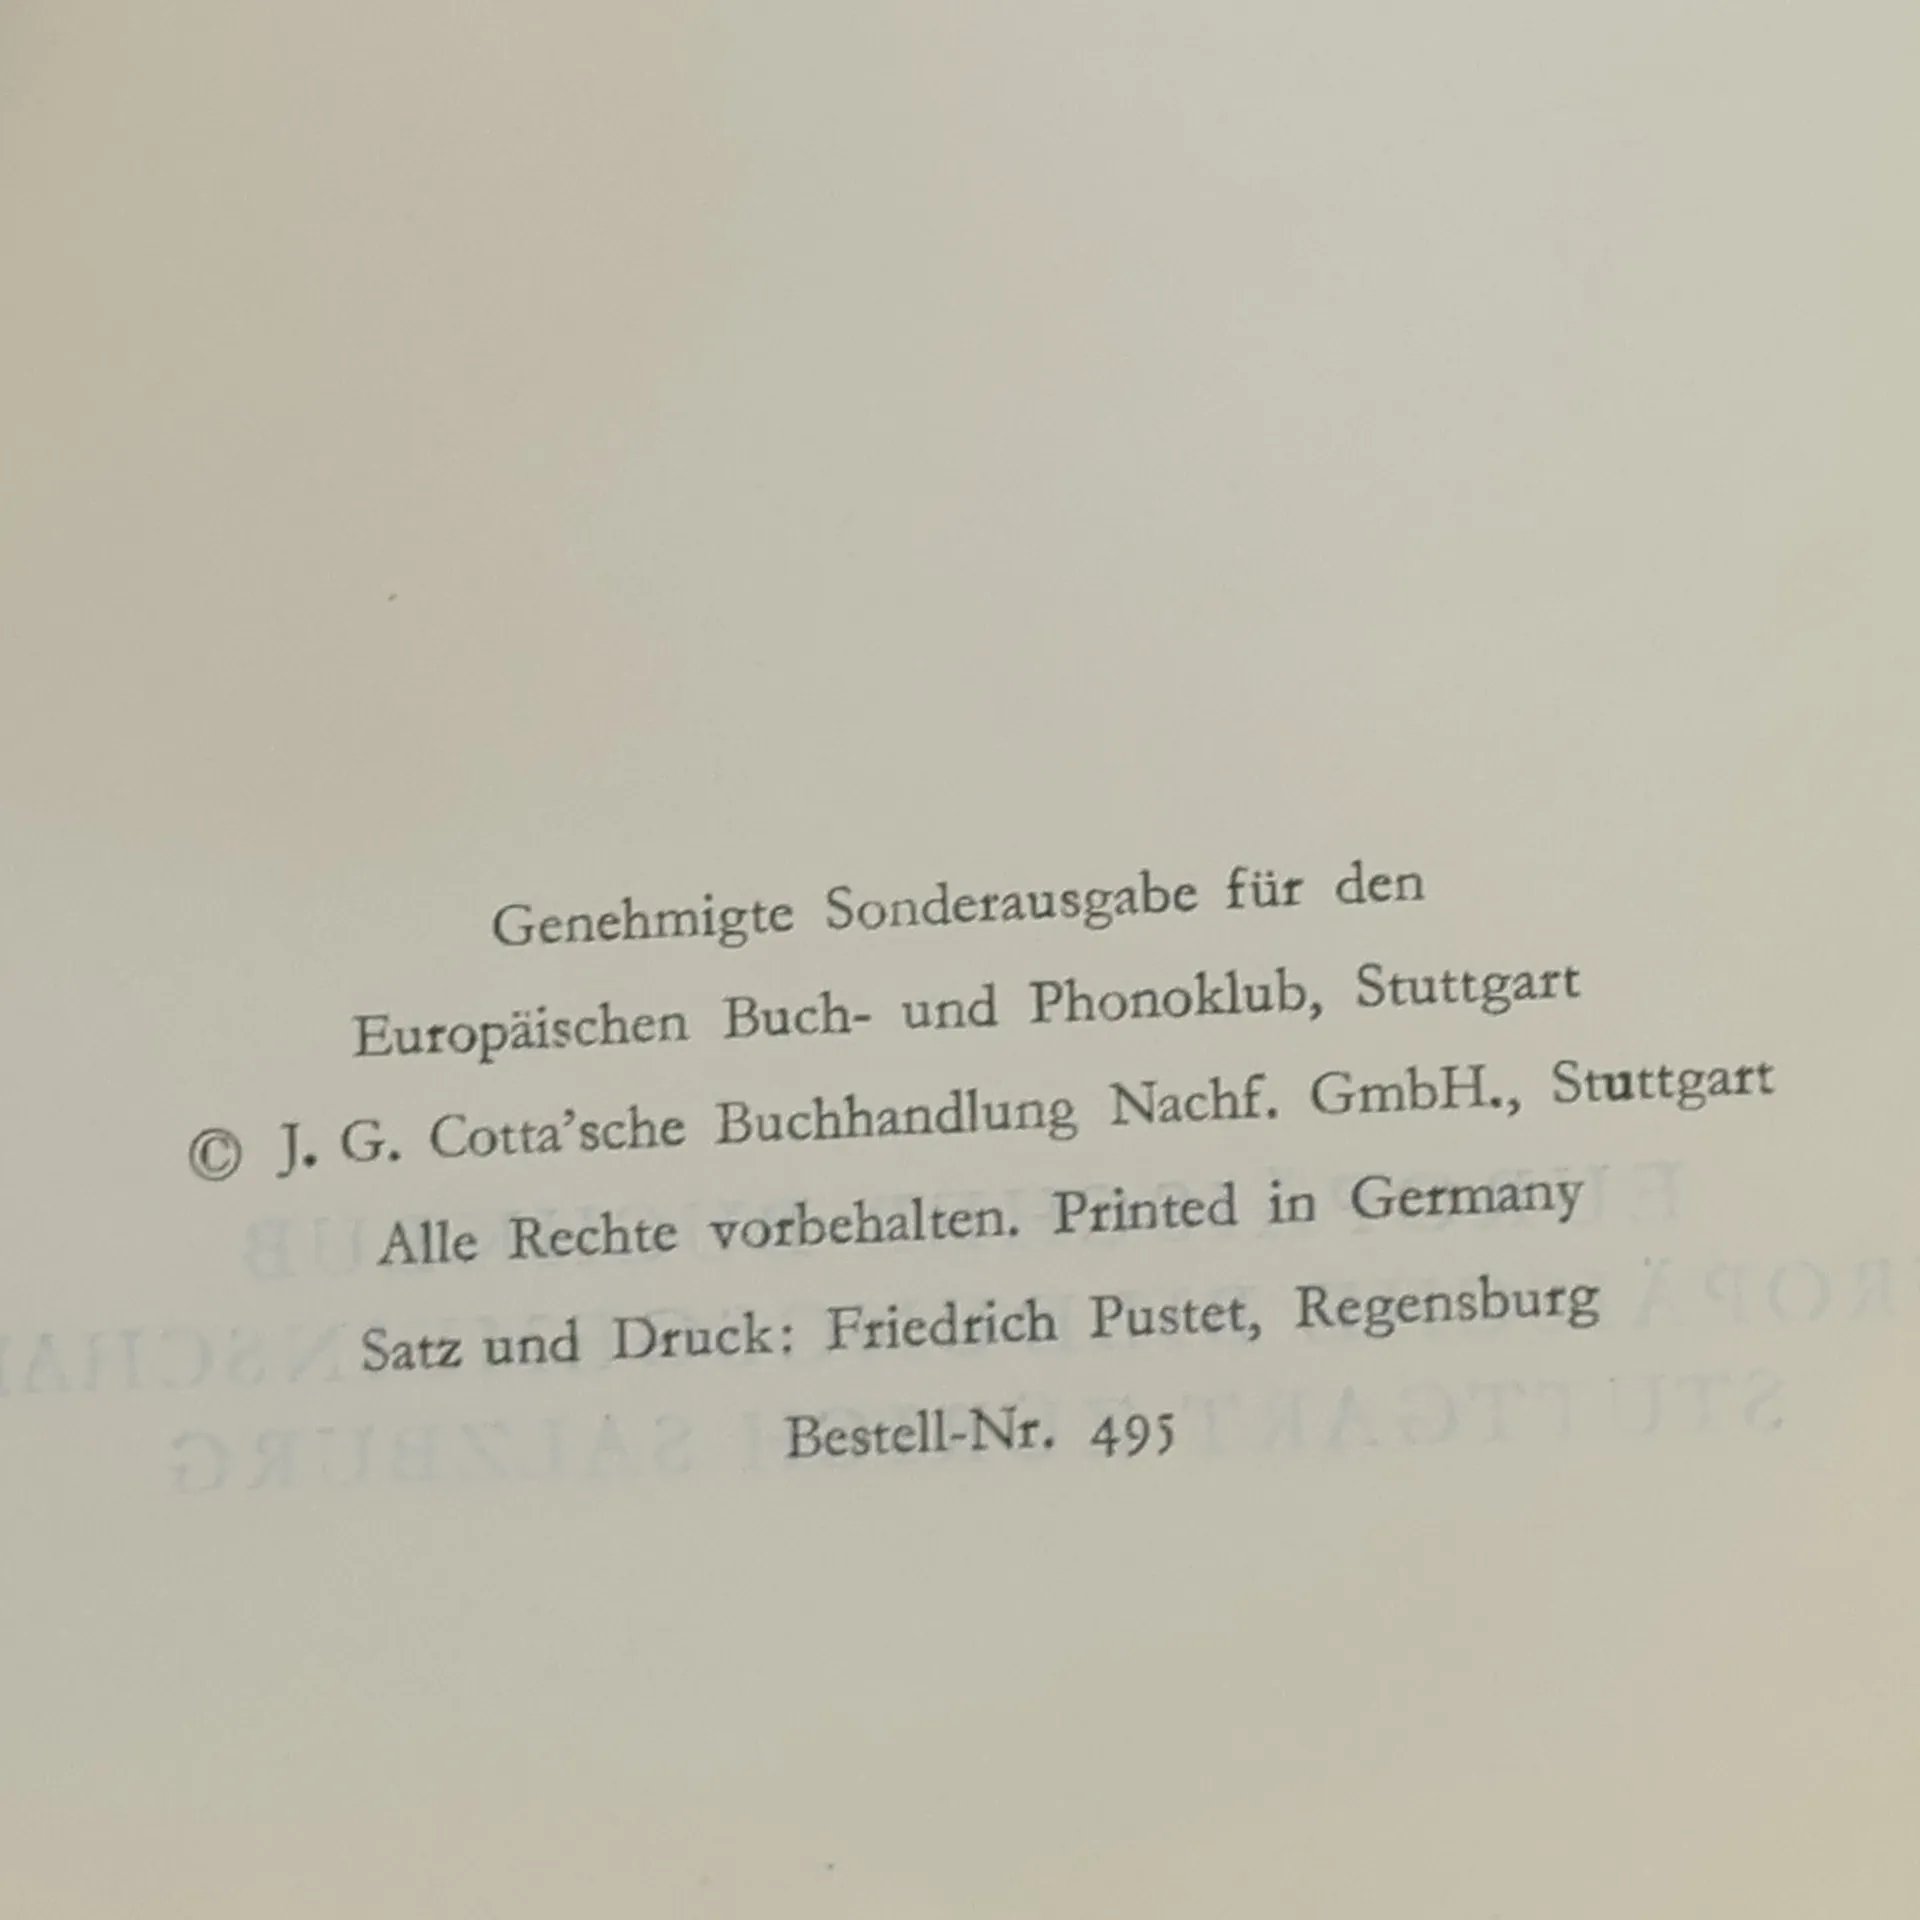 Genehmigte Sonderausgabe für den
Europäischen Buch- und Phonoklub, Stuttgart
© J. G. Cotta’sche Buchhandlung Nachf. GmbH., Stuttgart
Alle Rechte vorbehalten. Printed in Germany
Satz und Druck: Friedrich Pustet, Regensburg
Bestell-Nr. 495